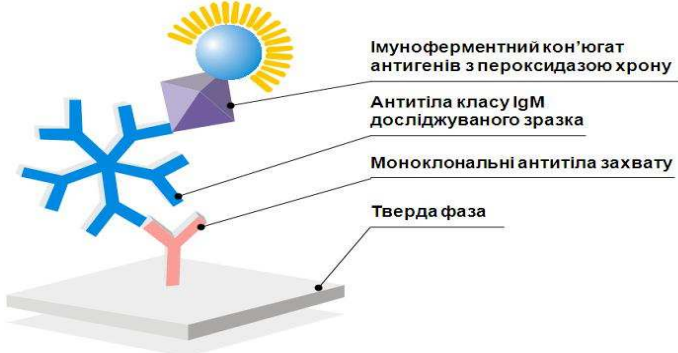 Імуноферментний кон’югат
антигенів з пероксидазою хрону
Антитіла класу IgM
досліджуваного зразка
Моноклональні антитіла захвату
Тверда фаза